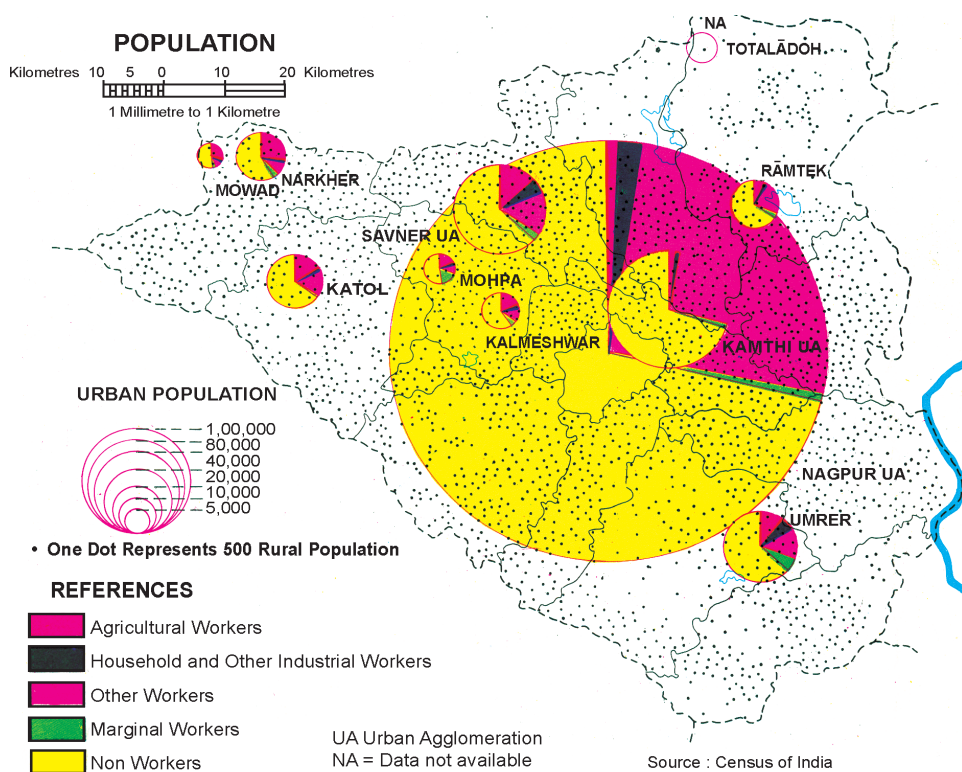 POPULATION
Kilometres 10 5 0 10 20 Kilometres
1 Millimetre to 1 Kilometre
NA
TOTALĀDOH
MOWAD
NARKHER
RĀMTEK
SAVNER UA
MOHPA
KATOL
KALMESHWAR
KAMTHI UA
NAGPUR UA
UMRER
URBAN POPULATION
1,00,000
80,000
40,000
20,000
10,000
5,000
• One Dot Represents 500 Rural Population
REFERENCES
Agricultural Workers
Household and Other Industrial Workers
Other Workers
Marginal Workers
Non Workers
UA Urban Agglomeration
NA = Data not available
Source : Census of India